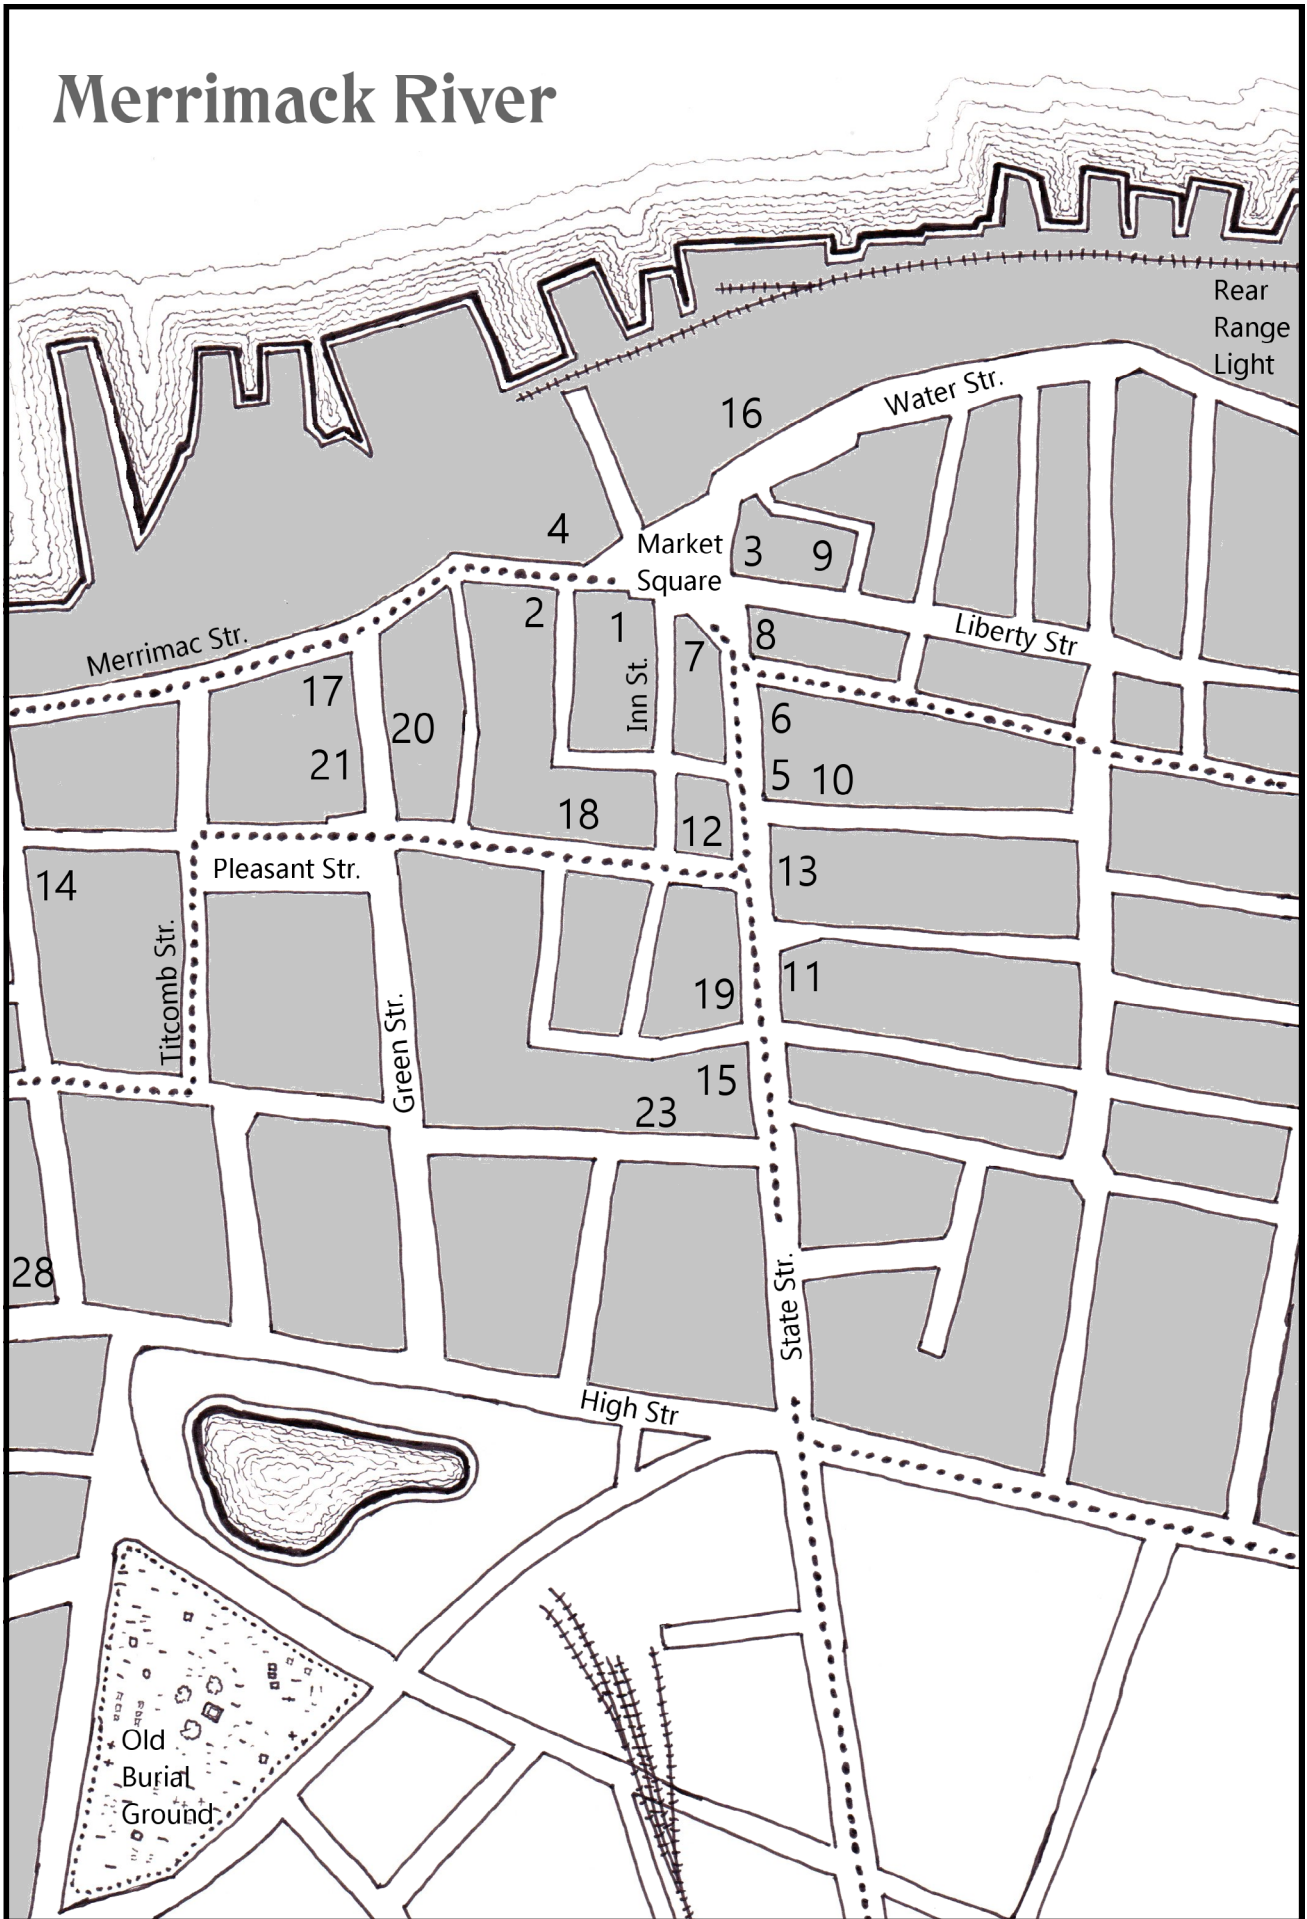 Merrimack River
Rear
Range
Light
Water Str.
16
4
Market
Square
3
9
2
1
8
Liberty Str
Merrimac Str.
7
Inn St.
17
20
6
21
5
10
18
12
Pleasant Str.
13
14
Titcomb Str.
19
11
Green Str.
15
23
28
State Str.
High Str
Old
Burial
Ground